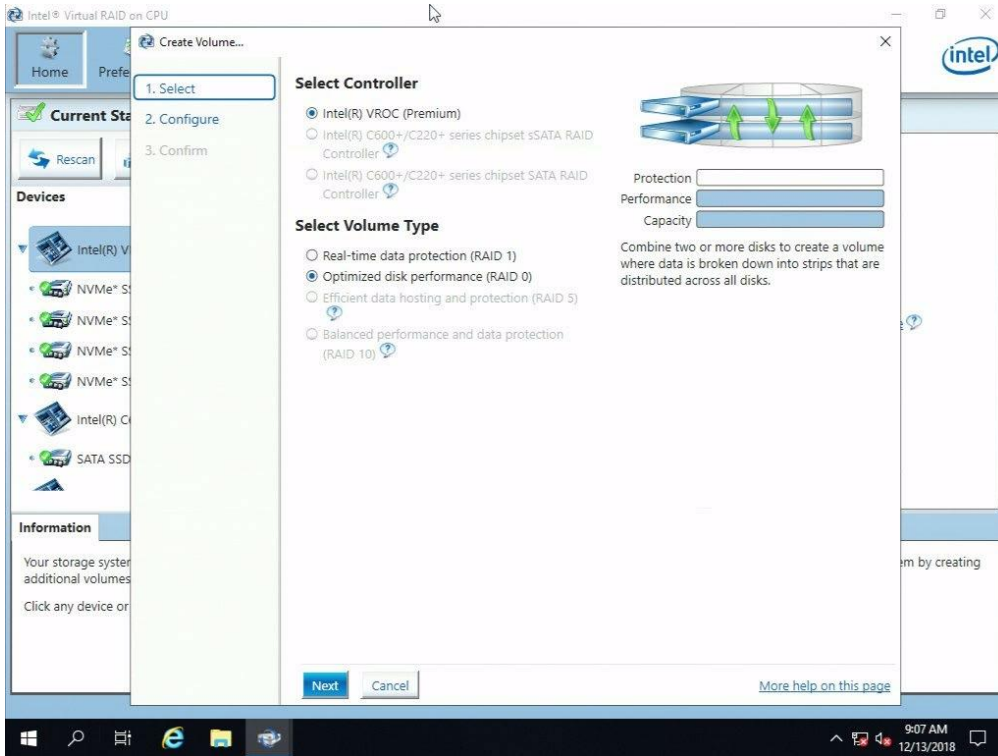 Intel® Virtual RAID on CPU
Home
Prefe
intel
Current Sta
Rescan
Devices
Intel(R) V
NVMe* S
NVMe* S
NVMe* S
NVMe* S
Intel(R) C
SATA SSD
Information
Your storage system
additional volumes
Click any device or
em by creating
Create Volume...
1. Select
2. Configure
3. Confirm
Select Controller
Intel(R) VROC (Premium)
Intel(R) C600+/C220+ series chipset sSATA RAID
Controller
Intel(R) C600+/C220+ series chipset SATA RAID
Controller
Select Volume Type
Real-time data protection (RAID 1)
Optimized disk performance (RAID 0)
Efficient data hosting and protection (RAID 5)
Balanced performance and data protection
(RAID 10)
Protection
Performance
Capacity
Combine two or more disks to create a volume
where data is broken down into strips that are
distributed across all disks.
Next
Cancel
More help on this page
9:07 AM
12/13/2018